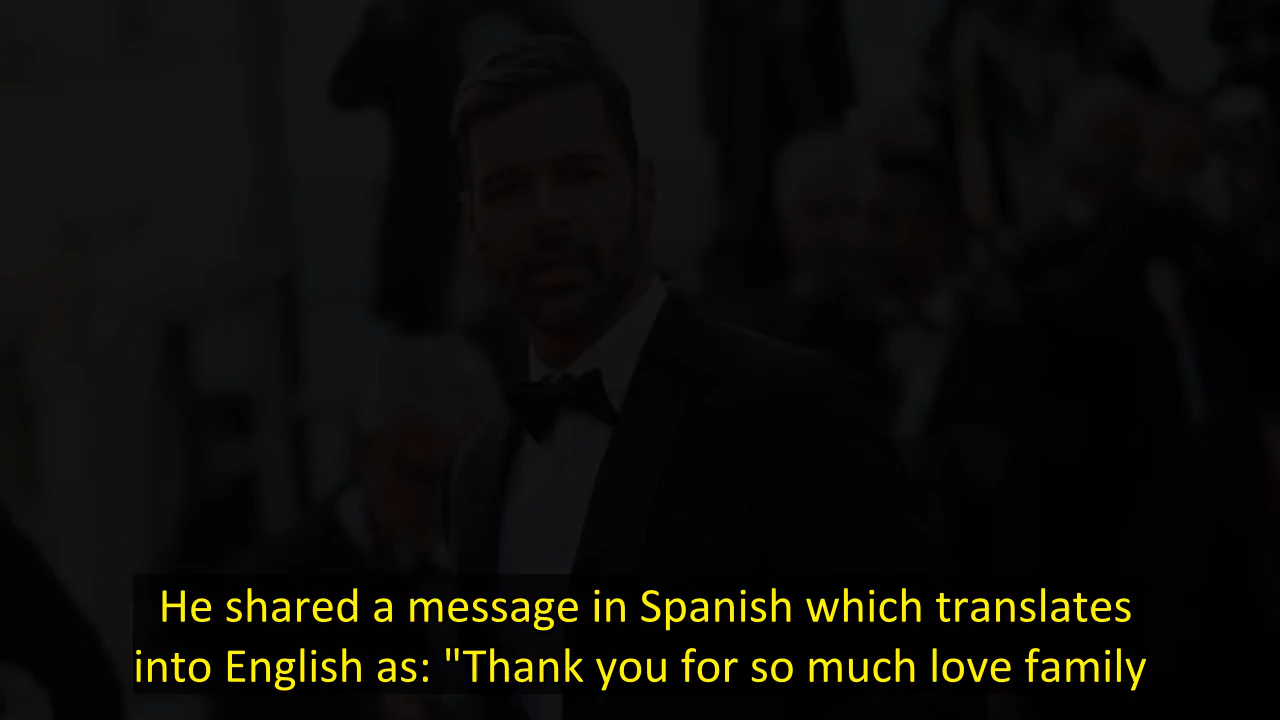 He shared a message in Spanish which translates
into English as: "Thank you for so much love family